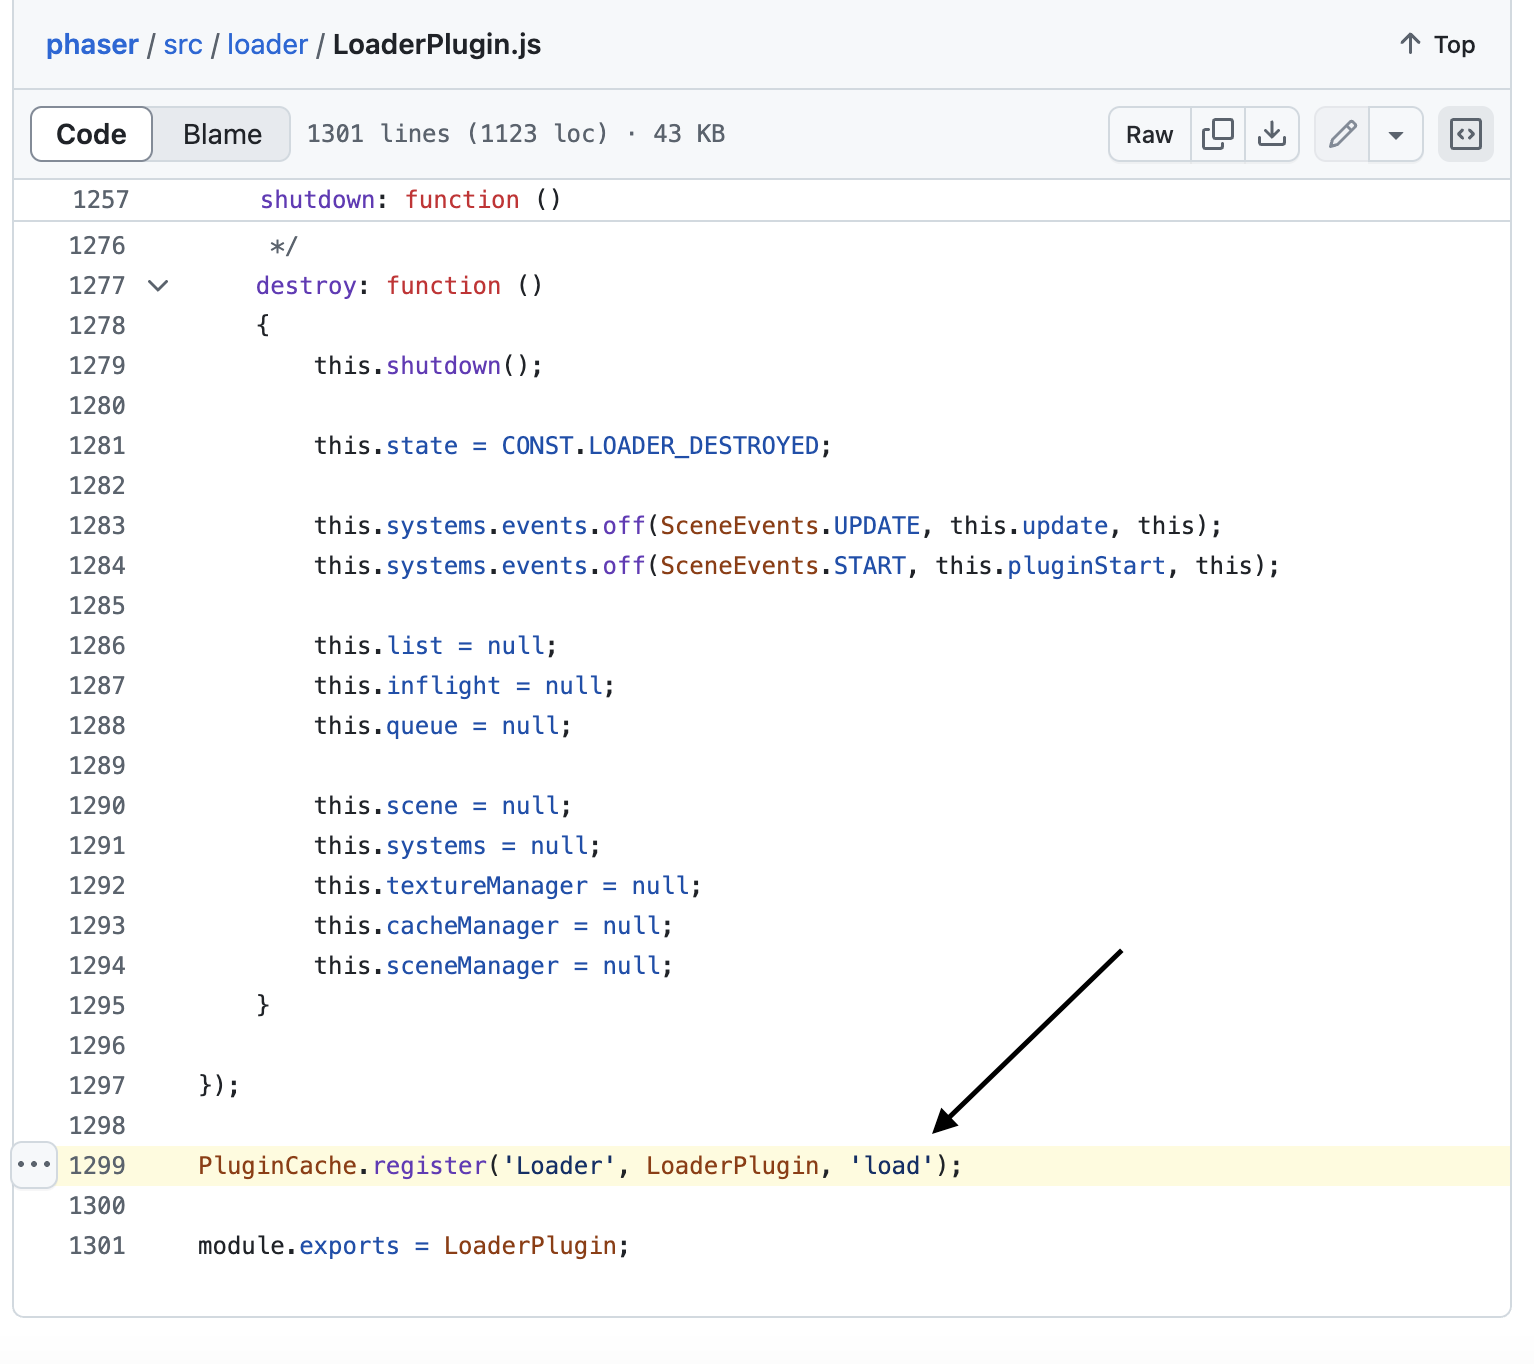 phaser / src / loader / LoaderPlugin.js
↑ Top
Code Blame 1301 lines (1123 loc) · 43 KB
Raw
1257 shutdown: function ()
1276 */
1277 destroy: function ()
1278 {
1279 this.shutdown();
1280
1281 this.state = CONST.LOADER_DESTROYED;
1282
1283 this.systems.events.off(SceneEvents.UPDATE, this.update, this);
1284 this.systems.events.off(SceneEvents.START, this.pluginStart, this);
1285
1286 this.list = null;
1287 this.inflight = null;
1288 this.queue = null;
1289
1290 this.scene = null;
1291 this.systems = null;
1292 this.textureManager = null;
1293 this.cacheManager = null;
1294 this.sceneManager = null;
1295 }
1296
1297 });
1298
1299 PluginCache.register('Loader', LoaderPlugin, 'load');
1300
1301 module.exports = LoaderPlugin;